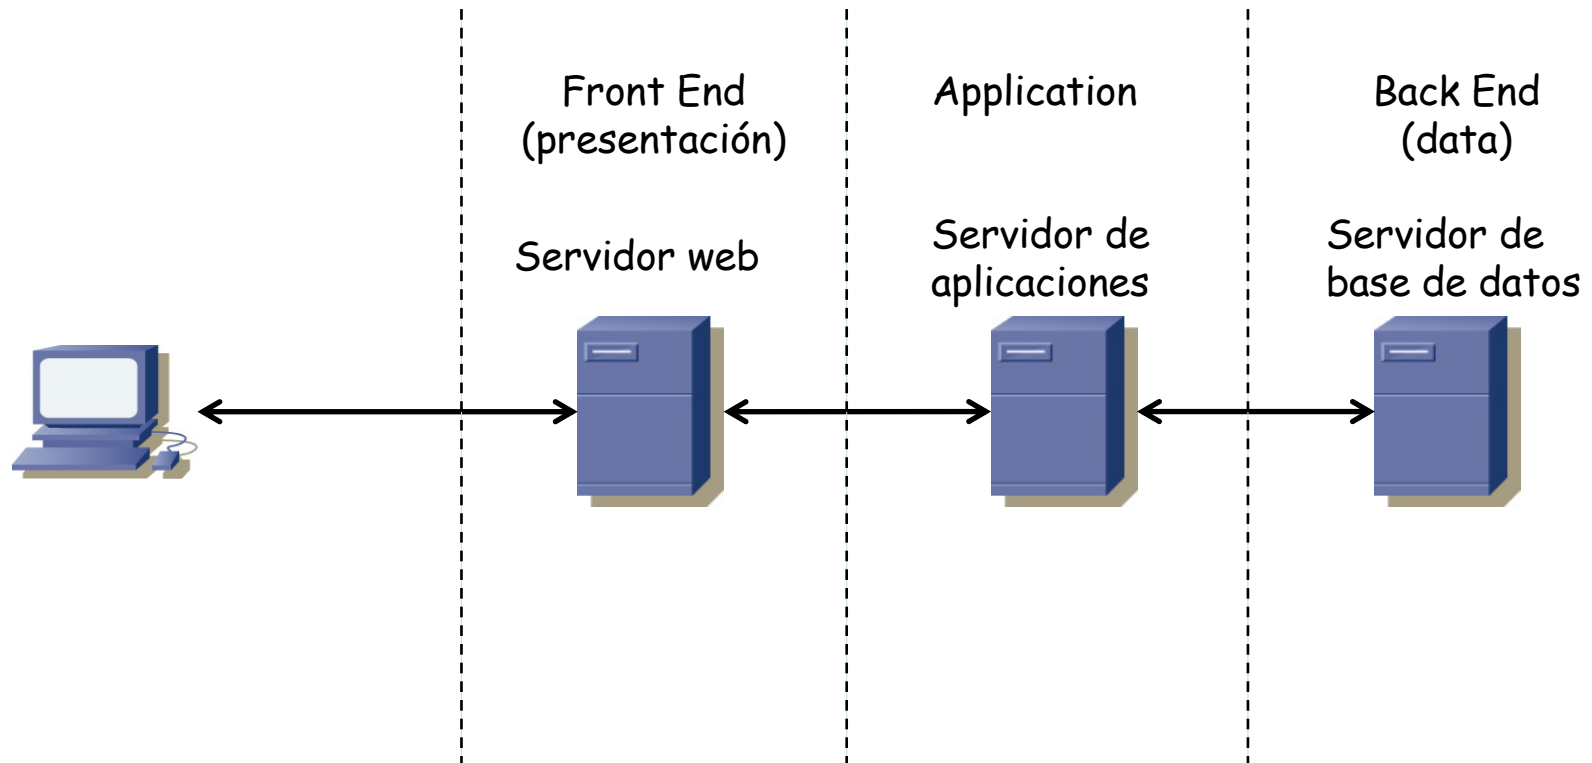 Front End
(presentación)
Application
Back End
(data)
Servidor web
Servidor de
aplicaciones
Servidor de
base de datos